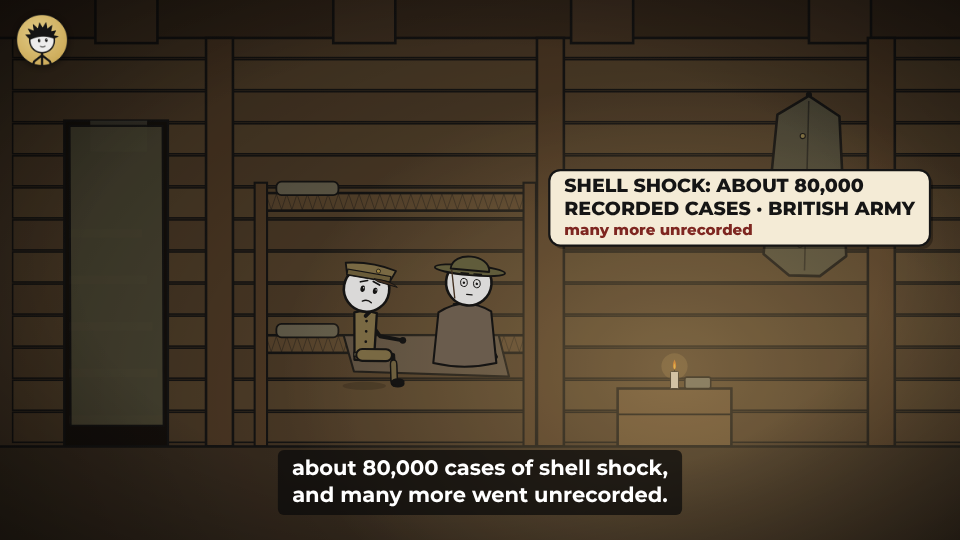 SHELL SHOCK: ABOUT 80,000
RECORDED CASES · BRITISH ARMY
many more unrecorded
about 80,000 cases of shell shock,
and many more went unrecorded.